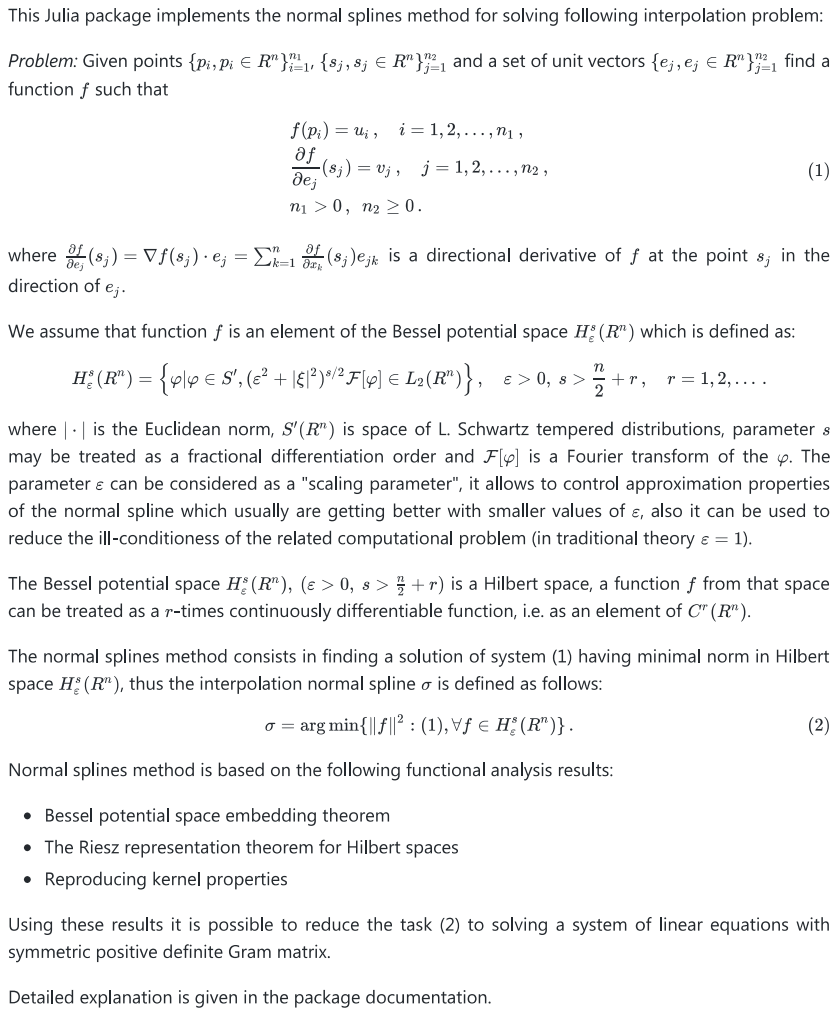 This Julia package implements the normal splines method for solving following interpolation problem:
Problem: Given points $\{p_i, p_i \in R^n\}_{i=1}^{n_1}$, $\{s_j, s_j \in R^n\}_{j=1}^{n_2}$ and a set of unit vectors $\{e_j, e_j \in R^n\}_{j=1}^{n_2}$ find a
function $f$ such that
$f(p_i) = u_i\,, \quad i = 1, 2, \ldots, n_1\,,$
$\frac{\partial f}{\partial e_j}(s_j) = v_j\,, \quad j = 1, 2, \ldots, n_2\,,$ (1)
$n_1 > 0\,, \; n_2 \geq 0\,.$
where $\frac{\partial f}{\partial e_j}(s_j) = \nabla f(s_j) \cdot e_j = \sum_{k=1}^{n} \frac{\partial f}{\partial x_k}(s_j) e_{jk}$ is a directional derivative of $f$ at the point $s_j$ in the
direction of $e_j$.
We assume that function $f$ is an element of the Bessel potential space $H^s_\varepsilon(R^n)$ which is defined as:
$H^s_\varepsilon(R^n) = \left\{ \varphi | \varphi \in S', (\varepsilon^2 + |\xi|^2)^{s/2} \mathcal{F}[\varphi] \in L_2(R^n) \right\}, \quad \varepsilon > 0, \; s > \frac{n}{2} + r\,, \quad r = 1, 2, \ldots\,.$
where $|\cdot|$ is the Euclidean norm, $S'(R^n)$ is space of L. Schwartz tempered distributions, parameter $s$
may be treated as a fractional differentiation order and $\mathcal{F}[\varphi]$ is a Fourier transform of the $\varphi$. The
parameter $\varepsilon$ can be considered as a "scaling parameter", it allows to control approximation properties
of the normal spline which usually are getting better with smaller values of $\varepsilon$, also it can be used to
reduce the ill-conditioness of the related computational problem (in traditional theory $\varepsilon = 1$).
The Bessel potential space $H^s_\varepsilon(R^n)$, $(\varepsilon > 0, \; s > \frac{n}{2} + r)$ is a Hilbert space, a function $f$ from that space
can be treated as a $r$-times continuously differentiable function, i.e. as an element of $C^r(R^n)$.
The normal splines method consists in finding a solution of system (1) having minimal norm in Hilbert
space $H^s_\varepsilon(R^n)$, thus the interpolation normal spline $\sigma$ is defined as follows:
$\sigma = \arg\min\{\|f\|^2 : (1), \forall f \in H^s_\varepsilon(R^n)\}\,.$ (2)
Normal splines method is based on the following functional analysis results:
• Bessel potential space embedding theorem
• The Riesz representation theorem for Hilbert spaces
• Reproducing kernel properties
Using these results it is possible to reduce the task (2) to solving a system of linear equations with
symmetric positive definite Gram matrix.
Detailed explanation is given in the package documentation.